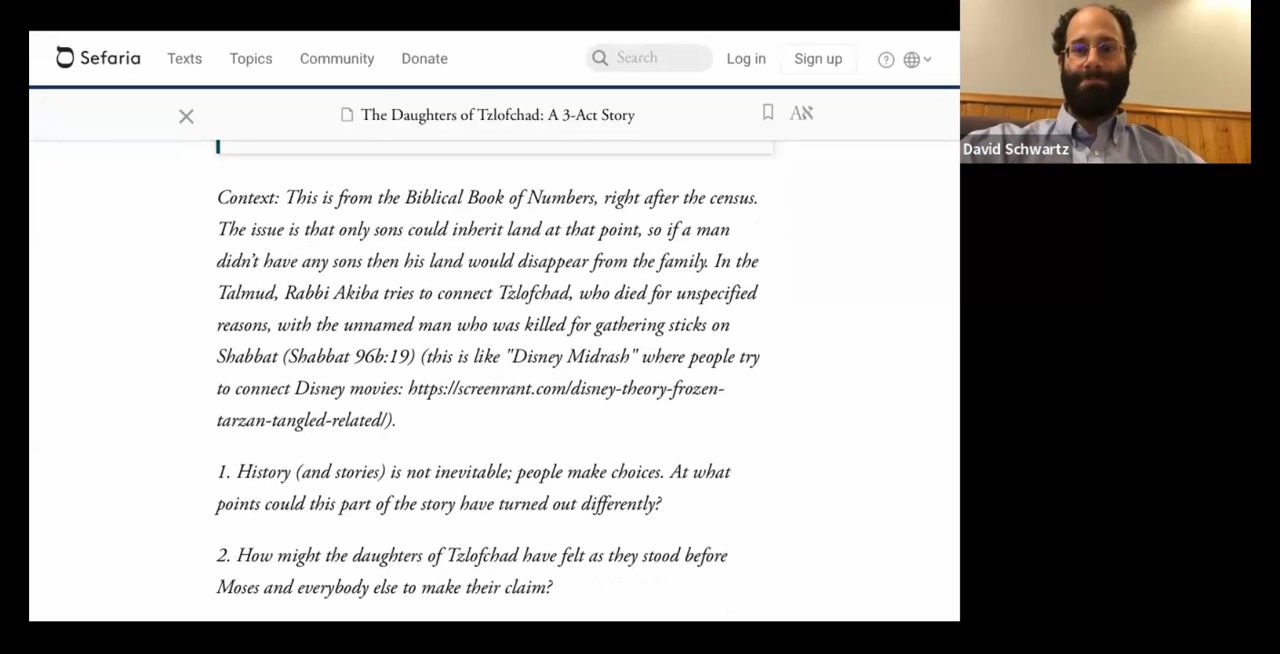 Sefaria Texts Topics Community Donate Search Log in Sign up
The Daughters of Tzlofchad: A 3-Act Story Aא
David Schwartz
Context: This is from the Biblical Book of Numbers, right after the census.
The issue is that only sons could inherit land at that point, so if a man
didn't have any sons then his land would disappear from the family. In the
Talmud, Rabbi Akiba tries to connect Tzlofchad, who died for unspecified
reasons, with the unnamed man who was killed for gathering sticks on
Shabbat (Shabbat 96b:19) (this is like "Disney Midrash" where people try
to connect Disney movies: https://screenrant.com/disney-theory-frozen-
tarzan-tangled-related/).
1. History (and stories) is not inevitable; people make choices. At what
points could this part of the story have turned out differently?
2. How might the daughters of Tzlofchad have felt as they stood before
Moses and everybody else to make their claim?